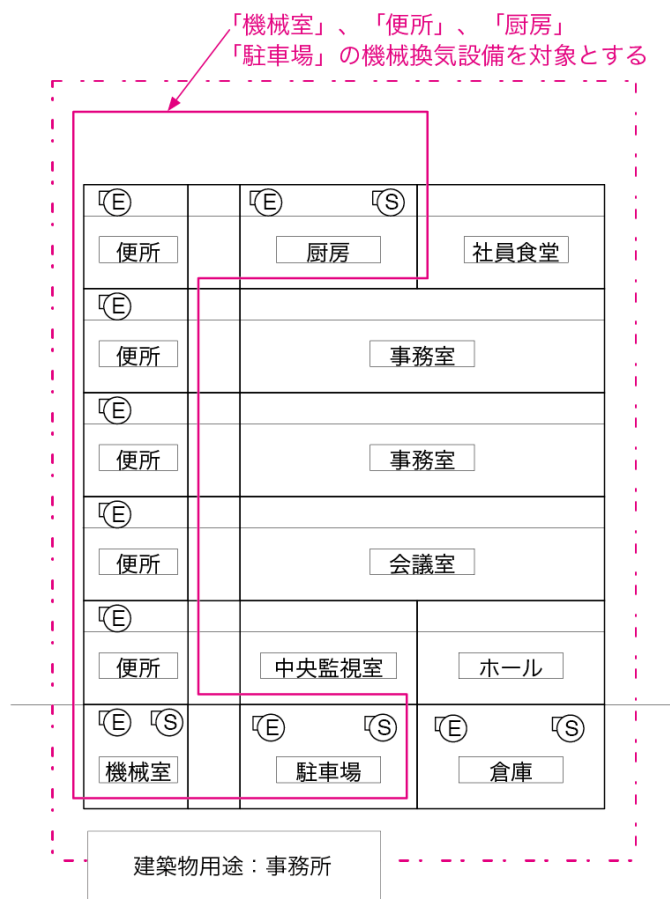 「機械室」、「便所」、「厨房」
「駐車場」の機械換気設備を対象とする
E E S
便所 厨房 社員食堂
E
便所 事務室
E
便所 事務室
E
便所 会議室
E
便所 中央監視室 ホール
E S E S E S
機械室 駐車場 倉庫
建築物用途：事務所